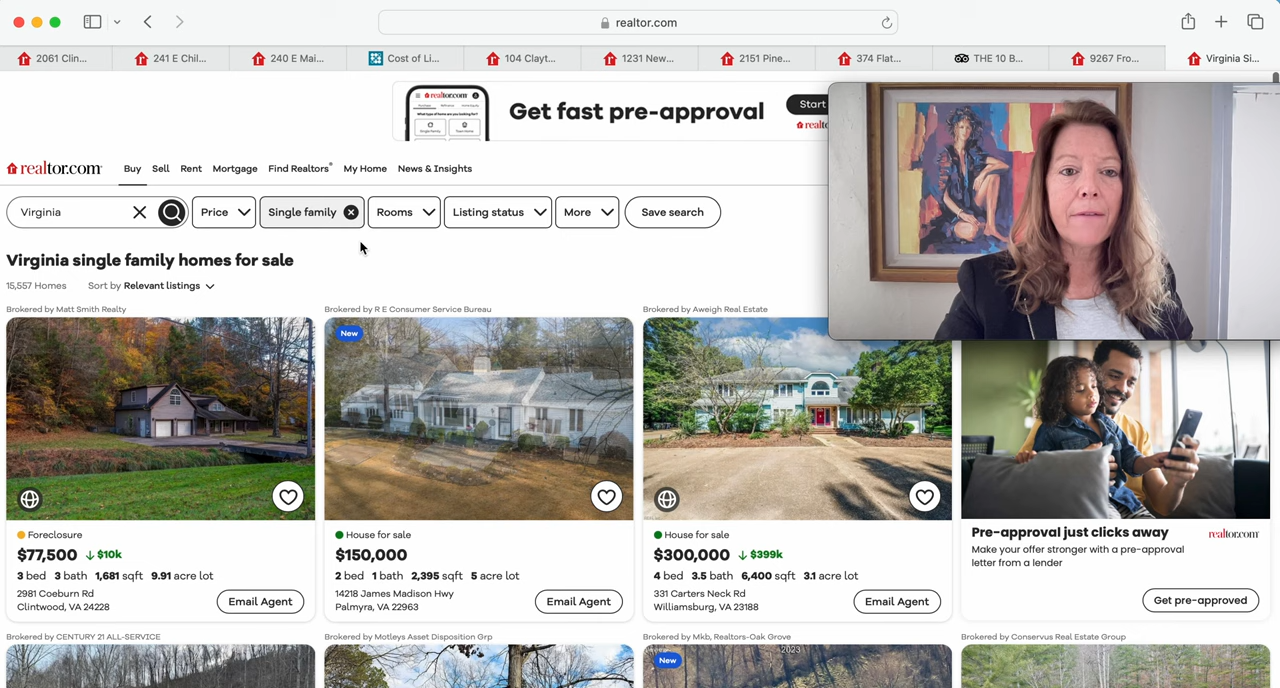 realtor.com
2061 Clin...
241 E Chil...
240 E Mai...
Cost of Li...
104 Clayt...
1231 New...
2151 Pine...
374 Flat...
THE 10 B...
9267 Fro...
Virginia Si...
realtor.com
Get fast pre-approval
Start
realtor.com
Buy
Sell
Rent
Mortgage
Find Realtors®
My Home
News & Insights
Virginia
Price
Single family
Rooms
Listing status
More
Save search
Virginia single family homes for sale
15,557 Homes
Sort by Relevant listings
Brokered by Matt Smith Realty
Foreclosure
$77,500 ↓$10k
3 bed 3 bath 1,681 sqft 9.91 acre lot
2981 Coeburn Rd
Clintwood, VA 24228
Email Agent
Brokered by R E Consumer Service Bureau
New
House for sale
$150,000
2 bed 1 bath 2,395 sqft 5 acre lot
14218 James Madison Hwy
Palmyra, VA 22963
Email Agent
Brokered by Aweigh Real Estate
House for sale
$300,000 ↓$399k
4 bed 3.5 bath 6,400 sqft 3.1 acre lot
331 Carters Neck Rd
Williamsburg, VA 23188
Email Agent
Pre-approval just clicks away
realtor.com
Make your offer stronger with a pre-approval
letter from a lender
Get pre-approved
Brokered by CENTURY 21 ALL-SERVICE
Brokered by Motleys Asset Disposition Grp
Brokered by Mkb, Realtors-Oak Grove
New
2023
Brokered by Conservus Real Estate Group